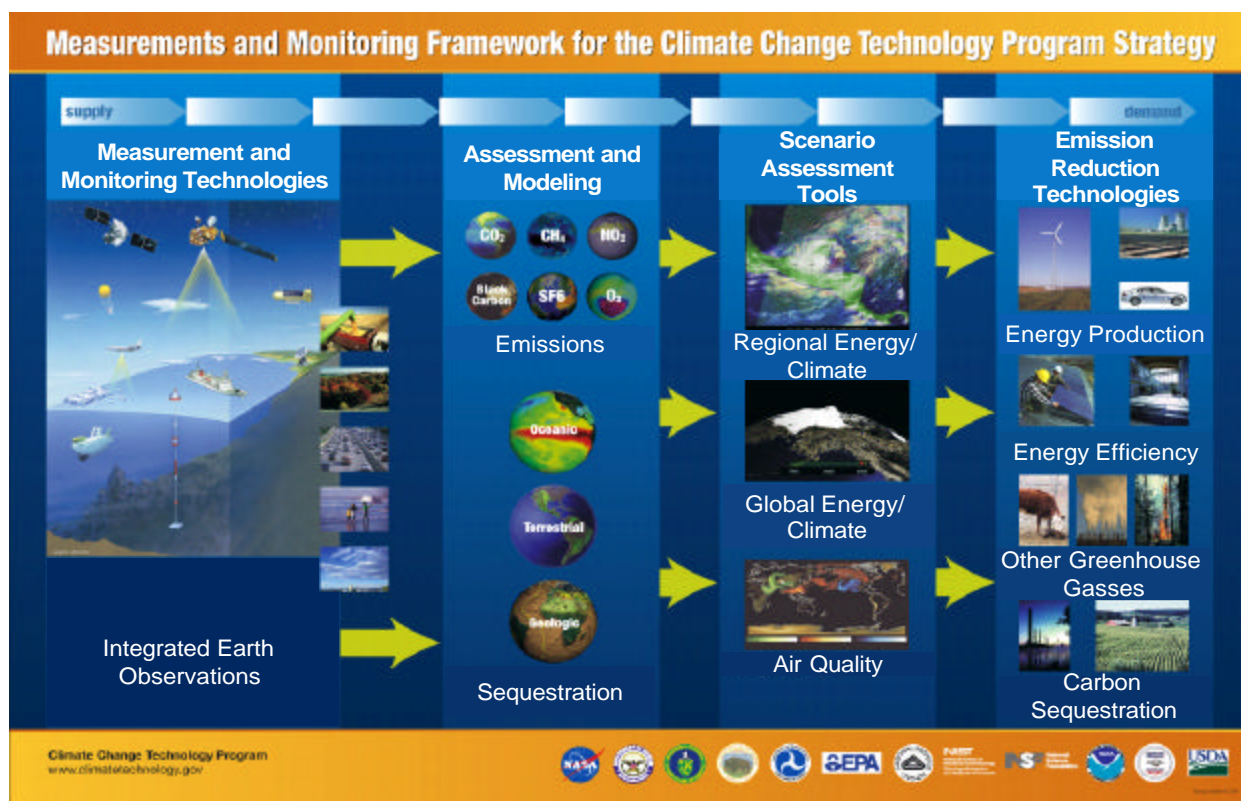 Measurements and Monitoring Framework for the Climate Change Technology Program Strategy
supply
demand
Measurement and
Monitoring Technologies
Integrated Earth
Observations
Assessment and
Modeling
CO₂
CH₄
NO₂
Black
Carbon
SF6
O₃
Emissions
Oceanic
Terrestrial
Geologic
Sequestration
Scenario
Assessment
Tools
Regional Energy/
Climate
Global Energy/
Climate
Air Quality
Emission
Reduction
Technologies
Energy Production
Energy Efficiency
Other Greenhouse
Gasses
Carbon
Sequestration
Climate Change Technology Program
www.climatetechnology.gov
NASA
EPA
NIST
NSF
USDA